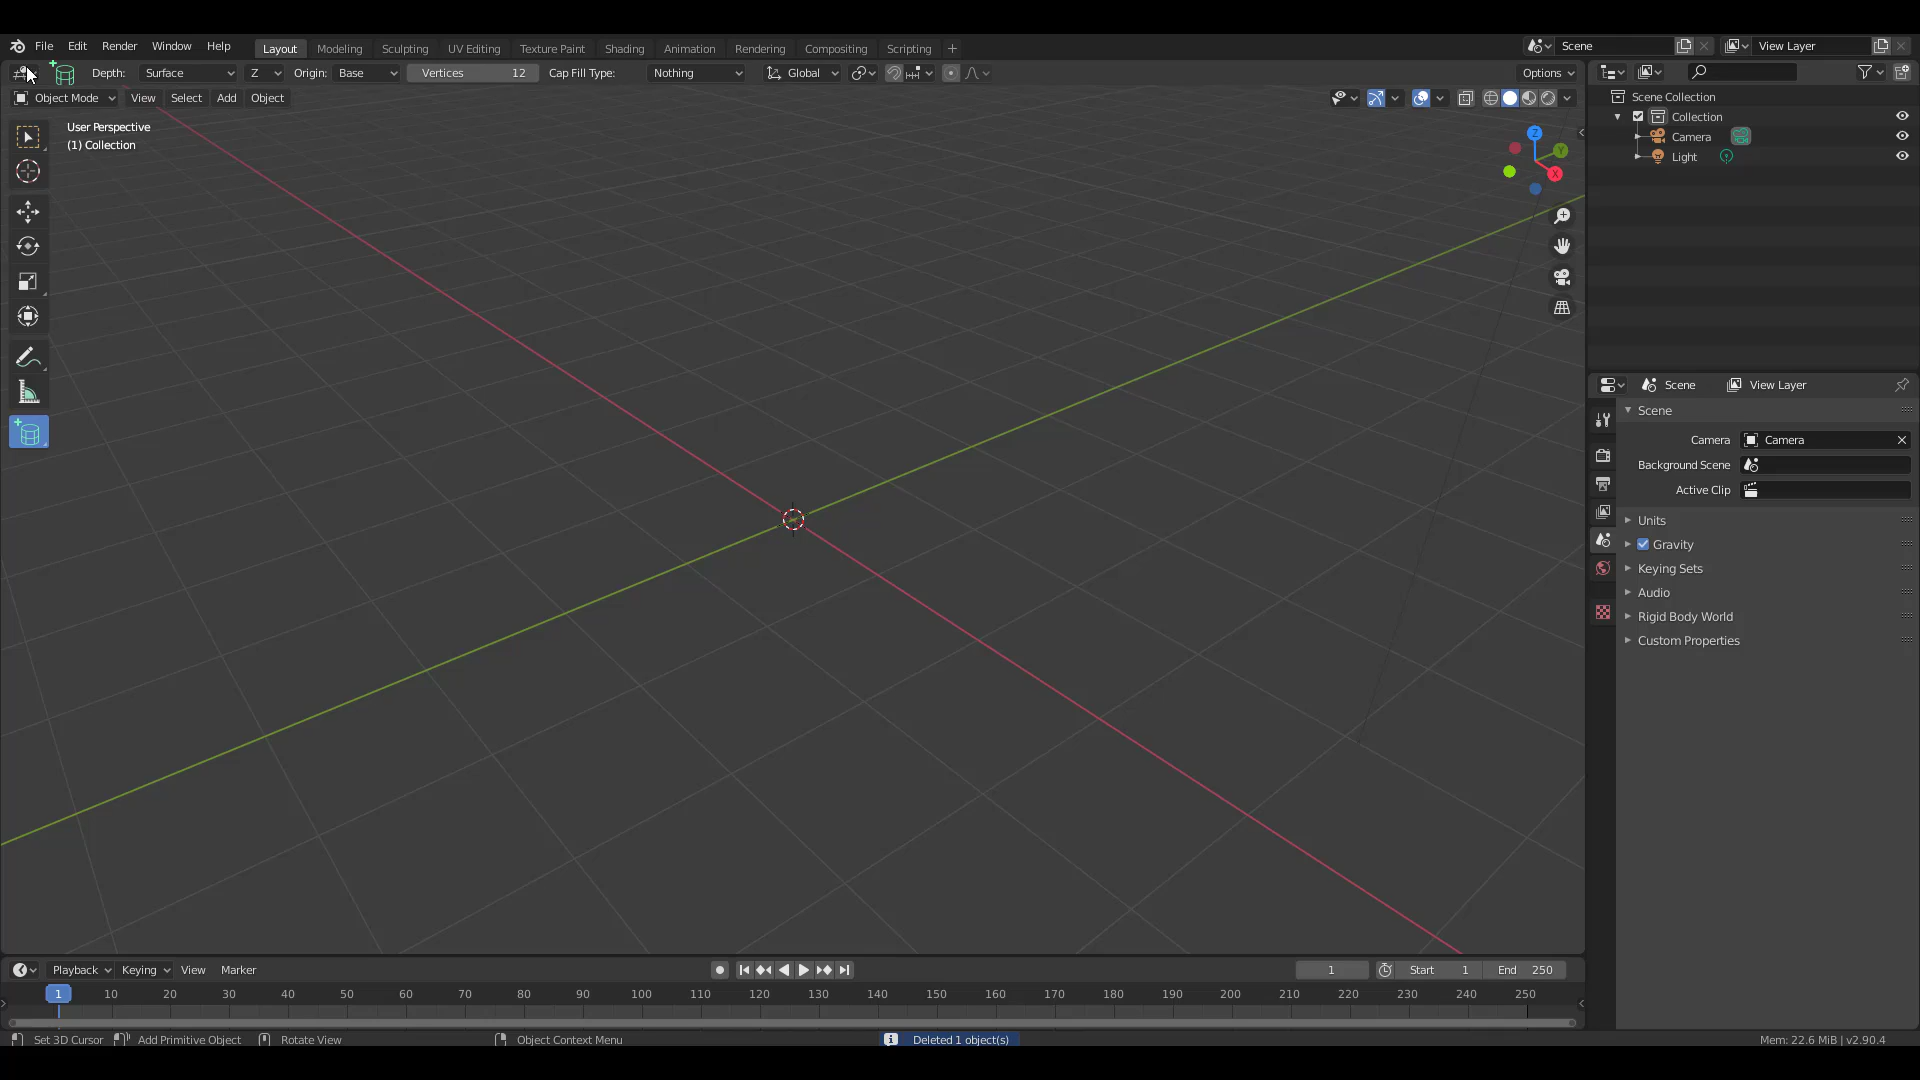 File Edit Render Window Help Layout Modeling Sculpting UV Editing Texture Paint Shading Animation Rendering Compositing Scripting + Scene View Layer
Depth: Surface Z Origin: Base Vertices 12 Cap Fill Type: Nothing Global Options
Object Mode View Select Add Object
User Perspective
(1) Collection
Z
Y
X
Scene Collection
Collection
Camera
Light
Scene View Layer
Scene
Camera Camera
Background Scene
Active Clip
Units
Gravity
Keying Sets
Audio
Rigid Body World
Custom Properties
Playback Keying View Marker 1 Start 1 End 250
1 10 20 30 40 50 60 70 80 90 100 110 120 130 140 150 160 170 180 190 200 210 220 230 240 250
Set 3D Cursor Add Primitive Object Rotate View Object Context Menu Deleted 1 object(s) Mem: 22.6 MiB | v2.90.4